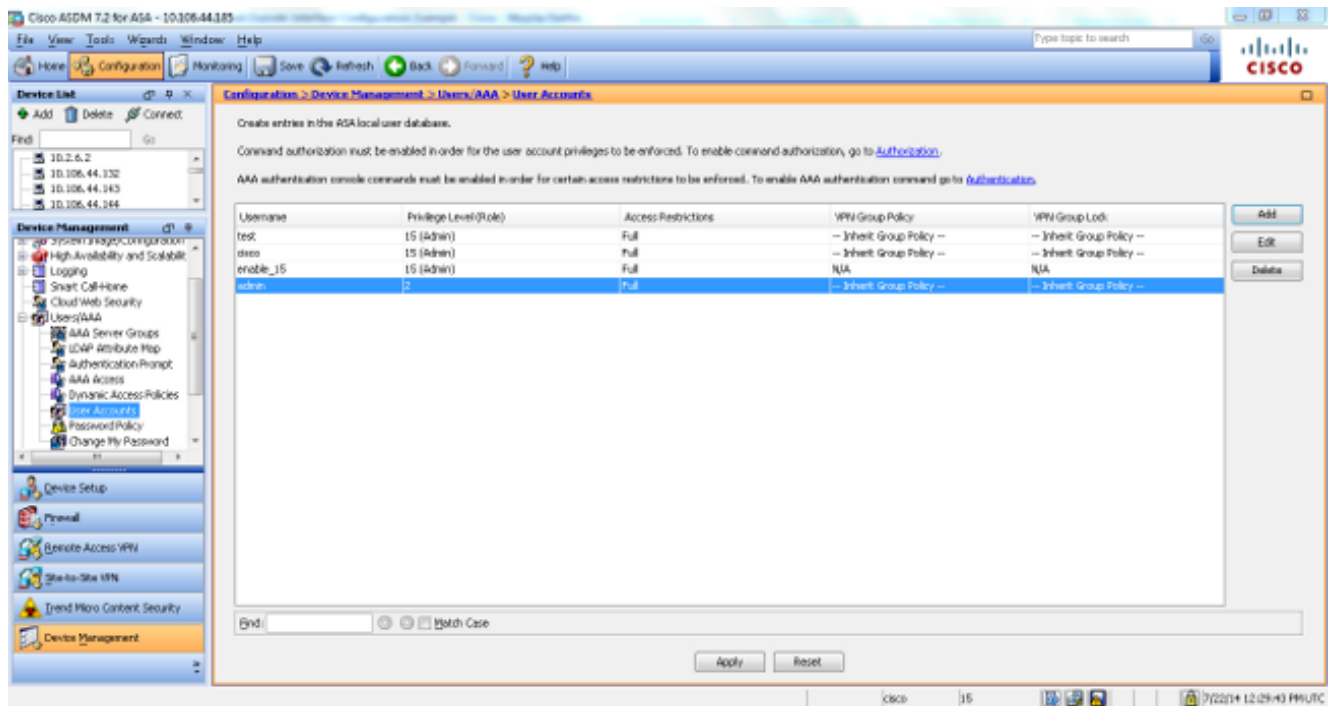 Cisco ASDM 7.2 for ASA - 10.106.44.185
File View Tools Wizards Window Help
Type topic to search Go
Home Configuration Monitoring Save Refresh Back Forward Help
CISCO
Device List
Add Delete Connect
Find: Go
10.2.6.2
10.106.44.132
10.106.44.143
10.106.44.144
Device Management
System Image/Configuration
High Availability and Scalabilit
Logging
Smart Call-Home
Cloud Web Security
Users/AAA
AAA Server Groups
LDAP Attribute Map
Authentication Prompt
AAA Access
Dynamic Access Policies
User Accounts
Password Policy
Change My Password
Device Setup
Firewall
Remote Access VPN
Site-to-Site VPN
Trend Micro Content Security
Device Management
Configuration > Device Management > Users/AAA > User Accounts
Create entries in the ASA local user database.
Command authorization must be enabled in order for the user account privileges to be enforced. To enable command authorization, go to Authorization.
AAA authentication console commands must be enabled in order for certain access restrictions to be enforced. To enable AAA authentication command go to Authentication.
Username Privilege Level (Role) Access Restrictions VPN Group Policy VPN Group Lock
test 15 (Admin) Full -- Inherit Group Policy -- -- Inherit Group Policy --
cisco 15 (Admin) Full -- Inherit Group Policy -- -- Inherit Group Policy --
enable_15 15 (Admin) Full N/A N/A
admin 2 Full -- Inherit Group Policy -- -- Inherit Group Policy --
Add
Edit
Delete
Find: Match Case
Apply Reset
cisco 15 7/22/14 12:29:43 PM UTC